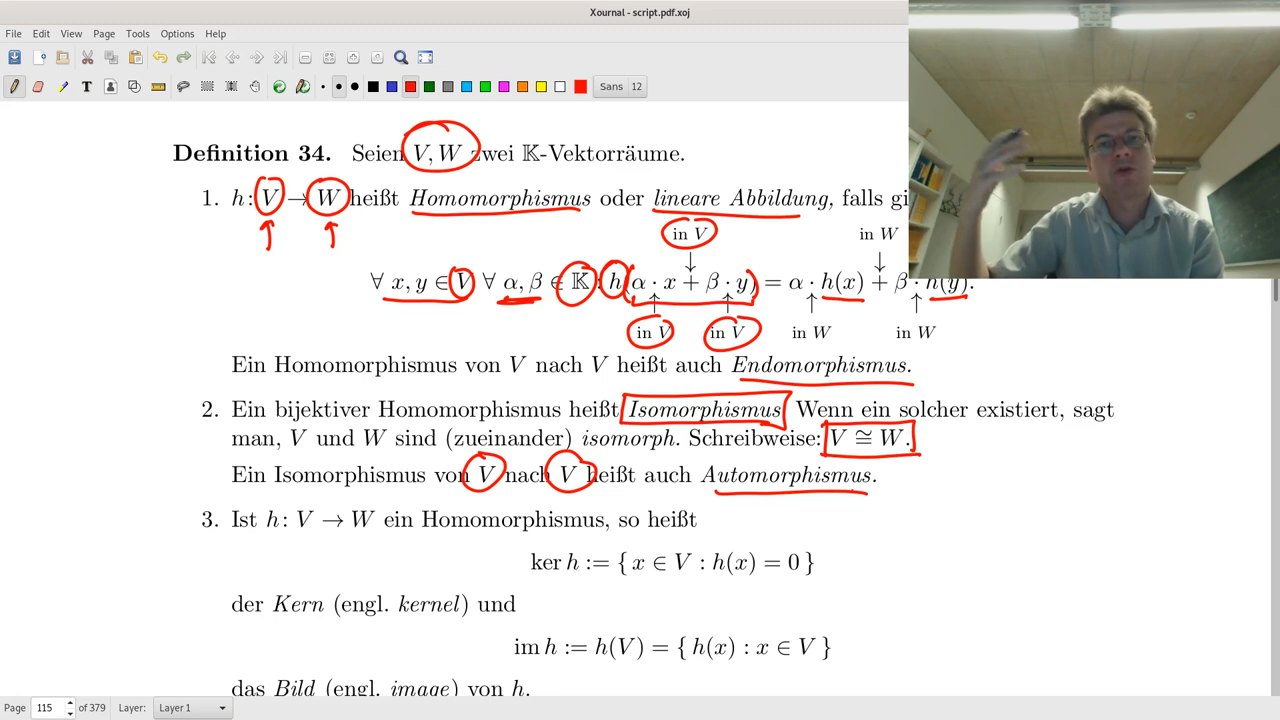 Xournal - script.pdf.xoj
File Edit View Page Tools Options Help
Sans 12
Definition 34. Seien V, W zwei 𝕂-Vektorräume.
1. h: V → W heißt Homomorphismus oder lineare Abbildung, falls
in V in W
∀ x, y ∈ V ∀ α, β ∈ 𝕂: h(α · x + β · y) = α · h(x) + β · h(y).
in V in V in W in W
Ein Homomorphismus von V nach V heißt auch Endomorphismus.
2. Ein bijektiver Homomorphismus heißt Isomorphismus. Wenn ein solcher existiert, sagt
man, V und W sind (zueinander) isomorph. Schreibweise: V ≅ W.
Ein Isomorphismus von V nach V heißt auch Automorphismus.
3. Ist h: V → W ein Homomorphismus, so heißt
ker h := { x ∈ V : h(x) = 0 }
der Kern (engl. kernel) und
im h := h(V) = { h(x) : x ∈ V }
das Bild (engl. image) von h.
Page 115 of 379 Layer: Layer 1